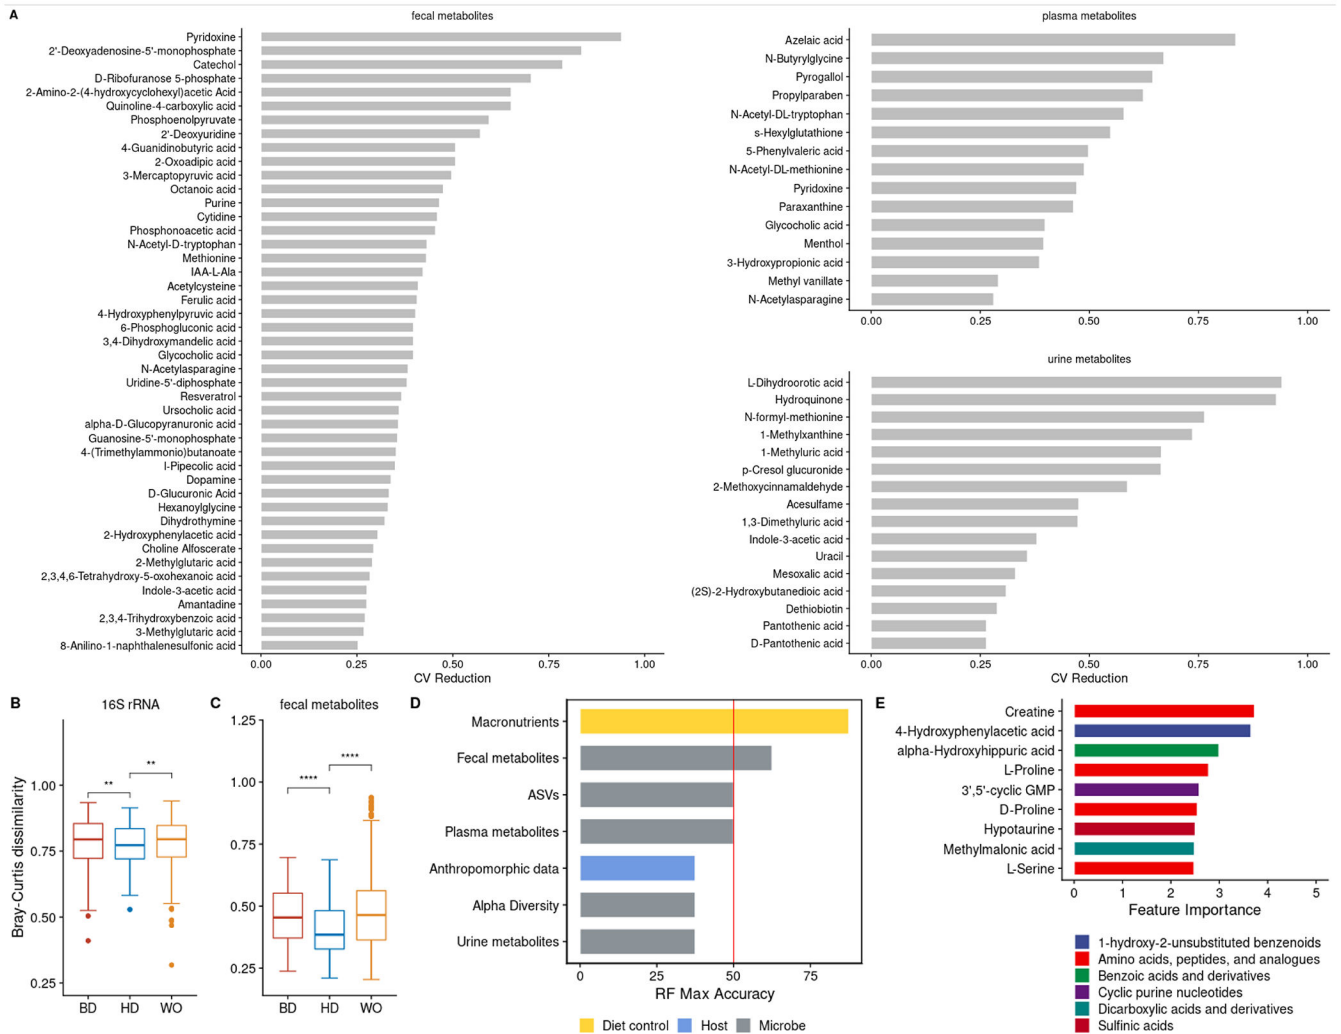 A
fecal metabolites
Pyridoxine
2'-Deoxyadenosine-5'-monophosphate
Catechol
D-Ribofuranose 5-phosphate
2-Amino-2-(4-hydroxycyclohexyl)acetic Acid
Quinoline-4-carboxylic acid
Phosphoenolpyruvate
2'-Deoxyuridine
4-Guanidinobutyric acid
2-Oxoadipic acid
3-Mercaptopyruvic acid
Octanoic acid
Purine
Cytidine
Phosphonoacetic acid
N-Acetyl-D-tryptophan
Methionine
IAA-L-Ala
Acetylcysteine
Ferulic acid
4-Hydroxyphenylpyruvic acid
6-Phosphogluconic acid
3,4-Dihydroxymandelic acid
Glycocholic acid
N-Acetylasparagine
Uridine-5'-diphosphate
Resveratrol
Ursocholic acid
alpha-D-Glucopyranuronic acid
Guanosine-5'-monophosphate
4-(Trimethylammonio)butanoate
l-Pipecolic acid
Dopamine
D-Glucuronic Acid
Hexanoylglycine
Dihydrothymine
2-Hydroxyphenylacetic acid
Choline Alfoscerate
2-Methylglutaric acid
2,3,4,6-Tetrahydroxy-5-oxohexanoic acid
Indole-3-acetic acid
Amantadine
2,3,4-Trihydroxybenzoic acid
3-Methylglutaric acid
8-Anilino-1-naphthalenesulfonic acid
0.00 0.25 0.50 0.75 1.00
CV Reduction
plasma metabolites
Azelaic acid
N-Butyrylglycine
Pyrogallol
Propylparaben
N-Acetyl-DL-tryptophan
s-Hexylglutathione
5-Phenylvaleric acid
N-Acetyl-DL-methionine
Pyridoxine
Paraxanthine
Glycocholic acid
Menthol
3-Hydroxypropionic acid
Methyl vanillate
N-Acetylasparagine
0.00 0.25 0.50 0.75 1.00
urine metabolites
L-Dihydroorotic acid
Hydroquinone
N-formyl-methionine
1-Methylxanthine
1-Methyluric acid
p-Cresol glucuronide
2-Methoxycinnamaldehyde
Acesulfame
1,3-Dimethyluric acid
Indole-3-acetic acid
Uracil
Mesoxalic acid
(2S)-2-Hydroxybutanedioic acid
Dethiobiotin
Pantothenic acid
D-Pantothenic acid
0.00 0.25 0.50 0.75 1.00
CV Reduction
B
16S rRNA
Bray-Curtis dissimilarity
1.00
0.75
0.50
0.25
**
**
BD HD WO
C
fecal metabolites
1.25
1.00
0.75
0.50
0.25
****
****
BD HD WO
D
Macronutrients
Fecal metabolites
ASVs
Plasma metabolites
Anthropomorphic data
Alpha Diversity
Urine metabolites
0 25 50 75
RF Max Accuracy
Diet control Host Microbe
E
Creatine
4-Hydroxyphenylacetic acid
alpha-Hydroxyhippuric acid
L-Proline
3',5'-cyclic GMP
D-Proline
Hypotaurine
Methylmalonic acid
L-Serine
0 1 2 3 4 5
Feature Importance
1-hydroxy-2-unsubstituted benzenoids
Amino acids, peptides, and analogues
Benzoic acids and derivatives
Cyclic purine nucleotides
Dicarboxylic acids and derivatives
Sulfinic acids